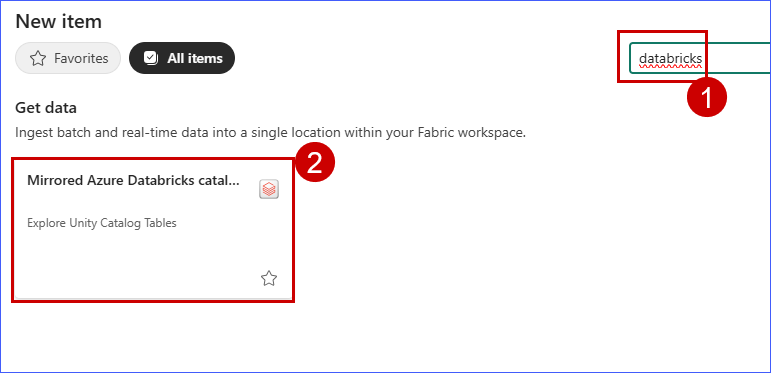 New item
Favorites
All items
databricks
1
Get data
Ingest batch and real-time data into a single location within your Fabric workspace.
2
Mirrored Azure Databricks catal...
Explore Unity Catalog Tables